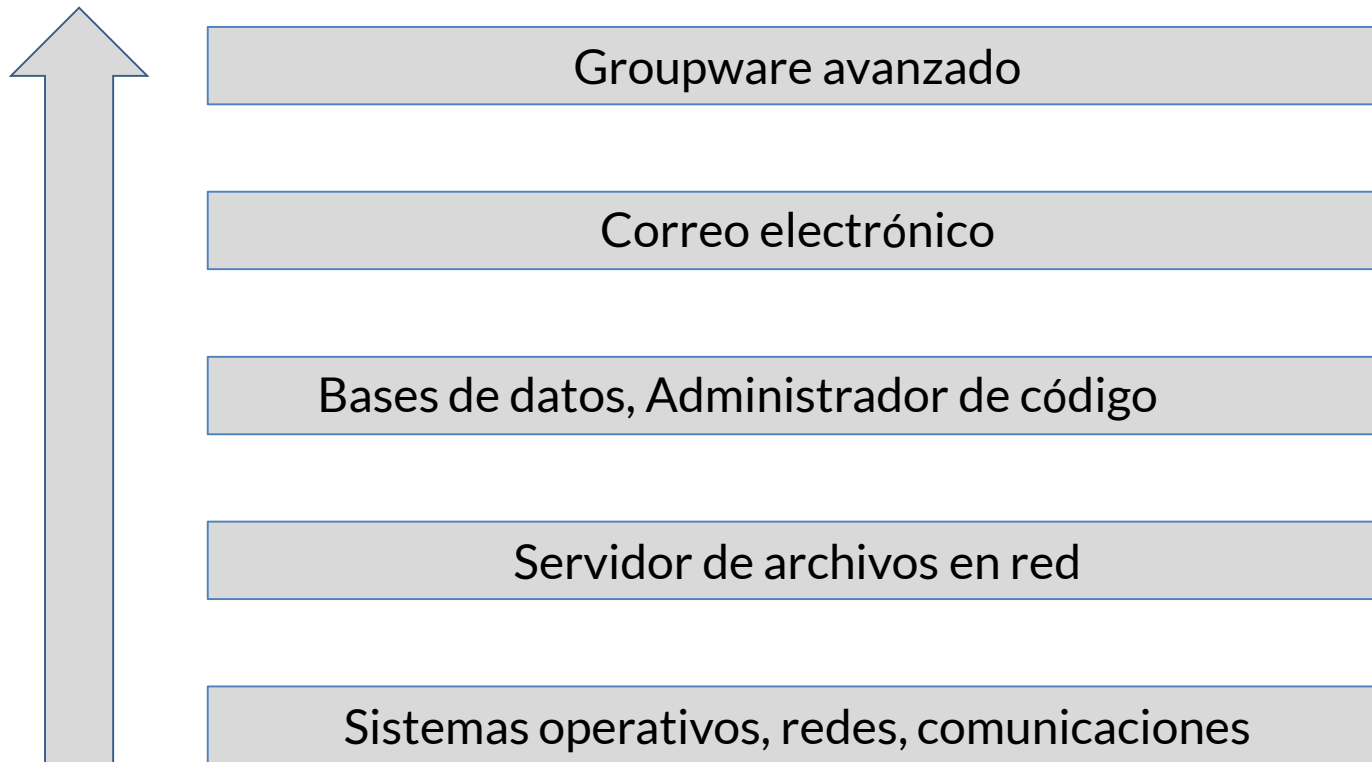 Groupware avanzado
Correo electrónico
Bases de datos, Administrador de código
Servidor de archivos en red
Sistemas operativos, redes, comunicaciones